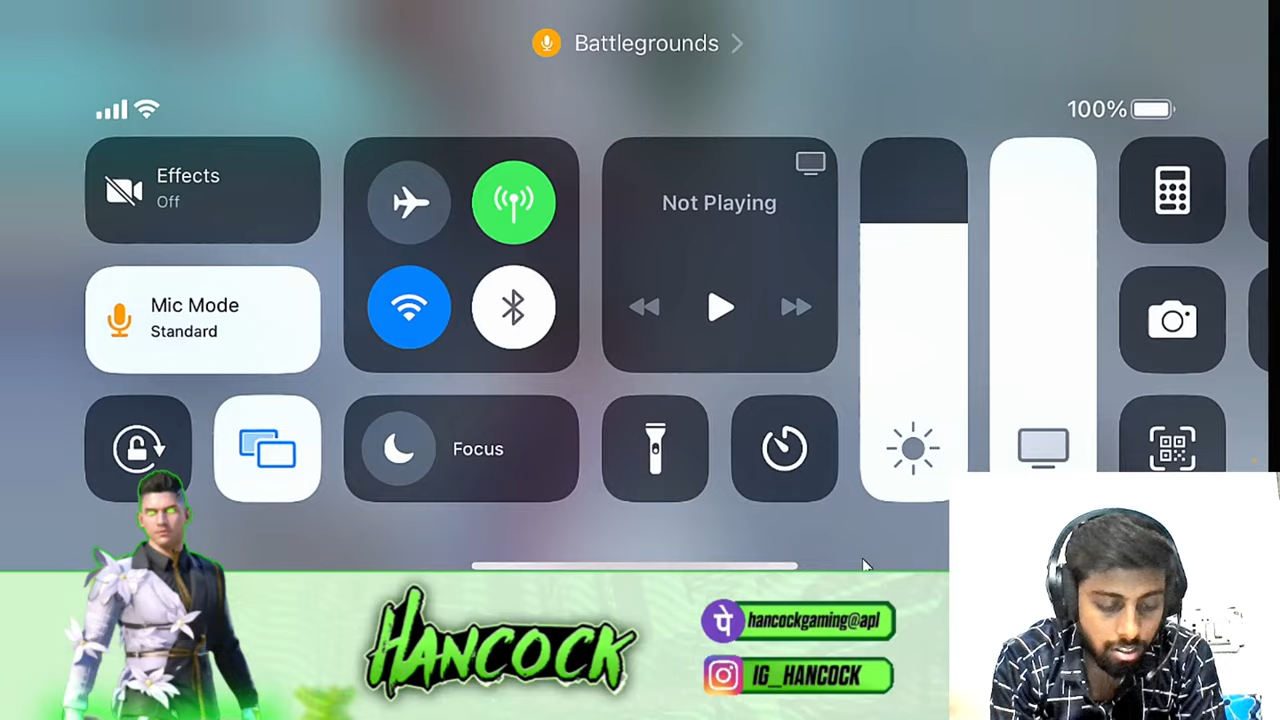 Battlegrounds
100%
Effects
Off
Not Playing
Mic Mode
Standard
Focus
HANCOCK
पे hancockgaming@apl
IG_HANCOCK